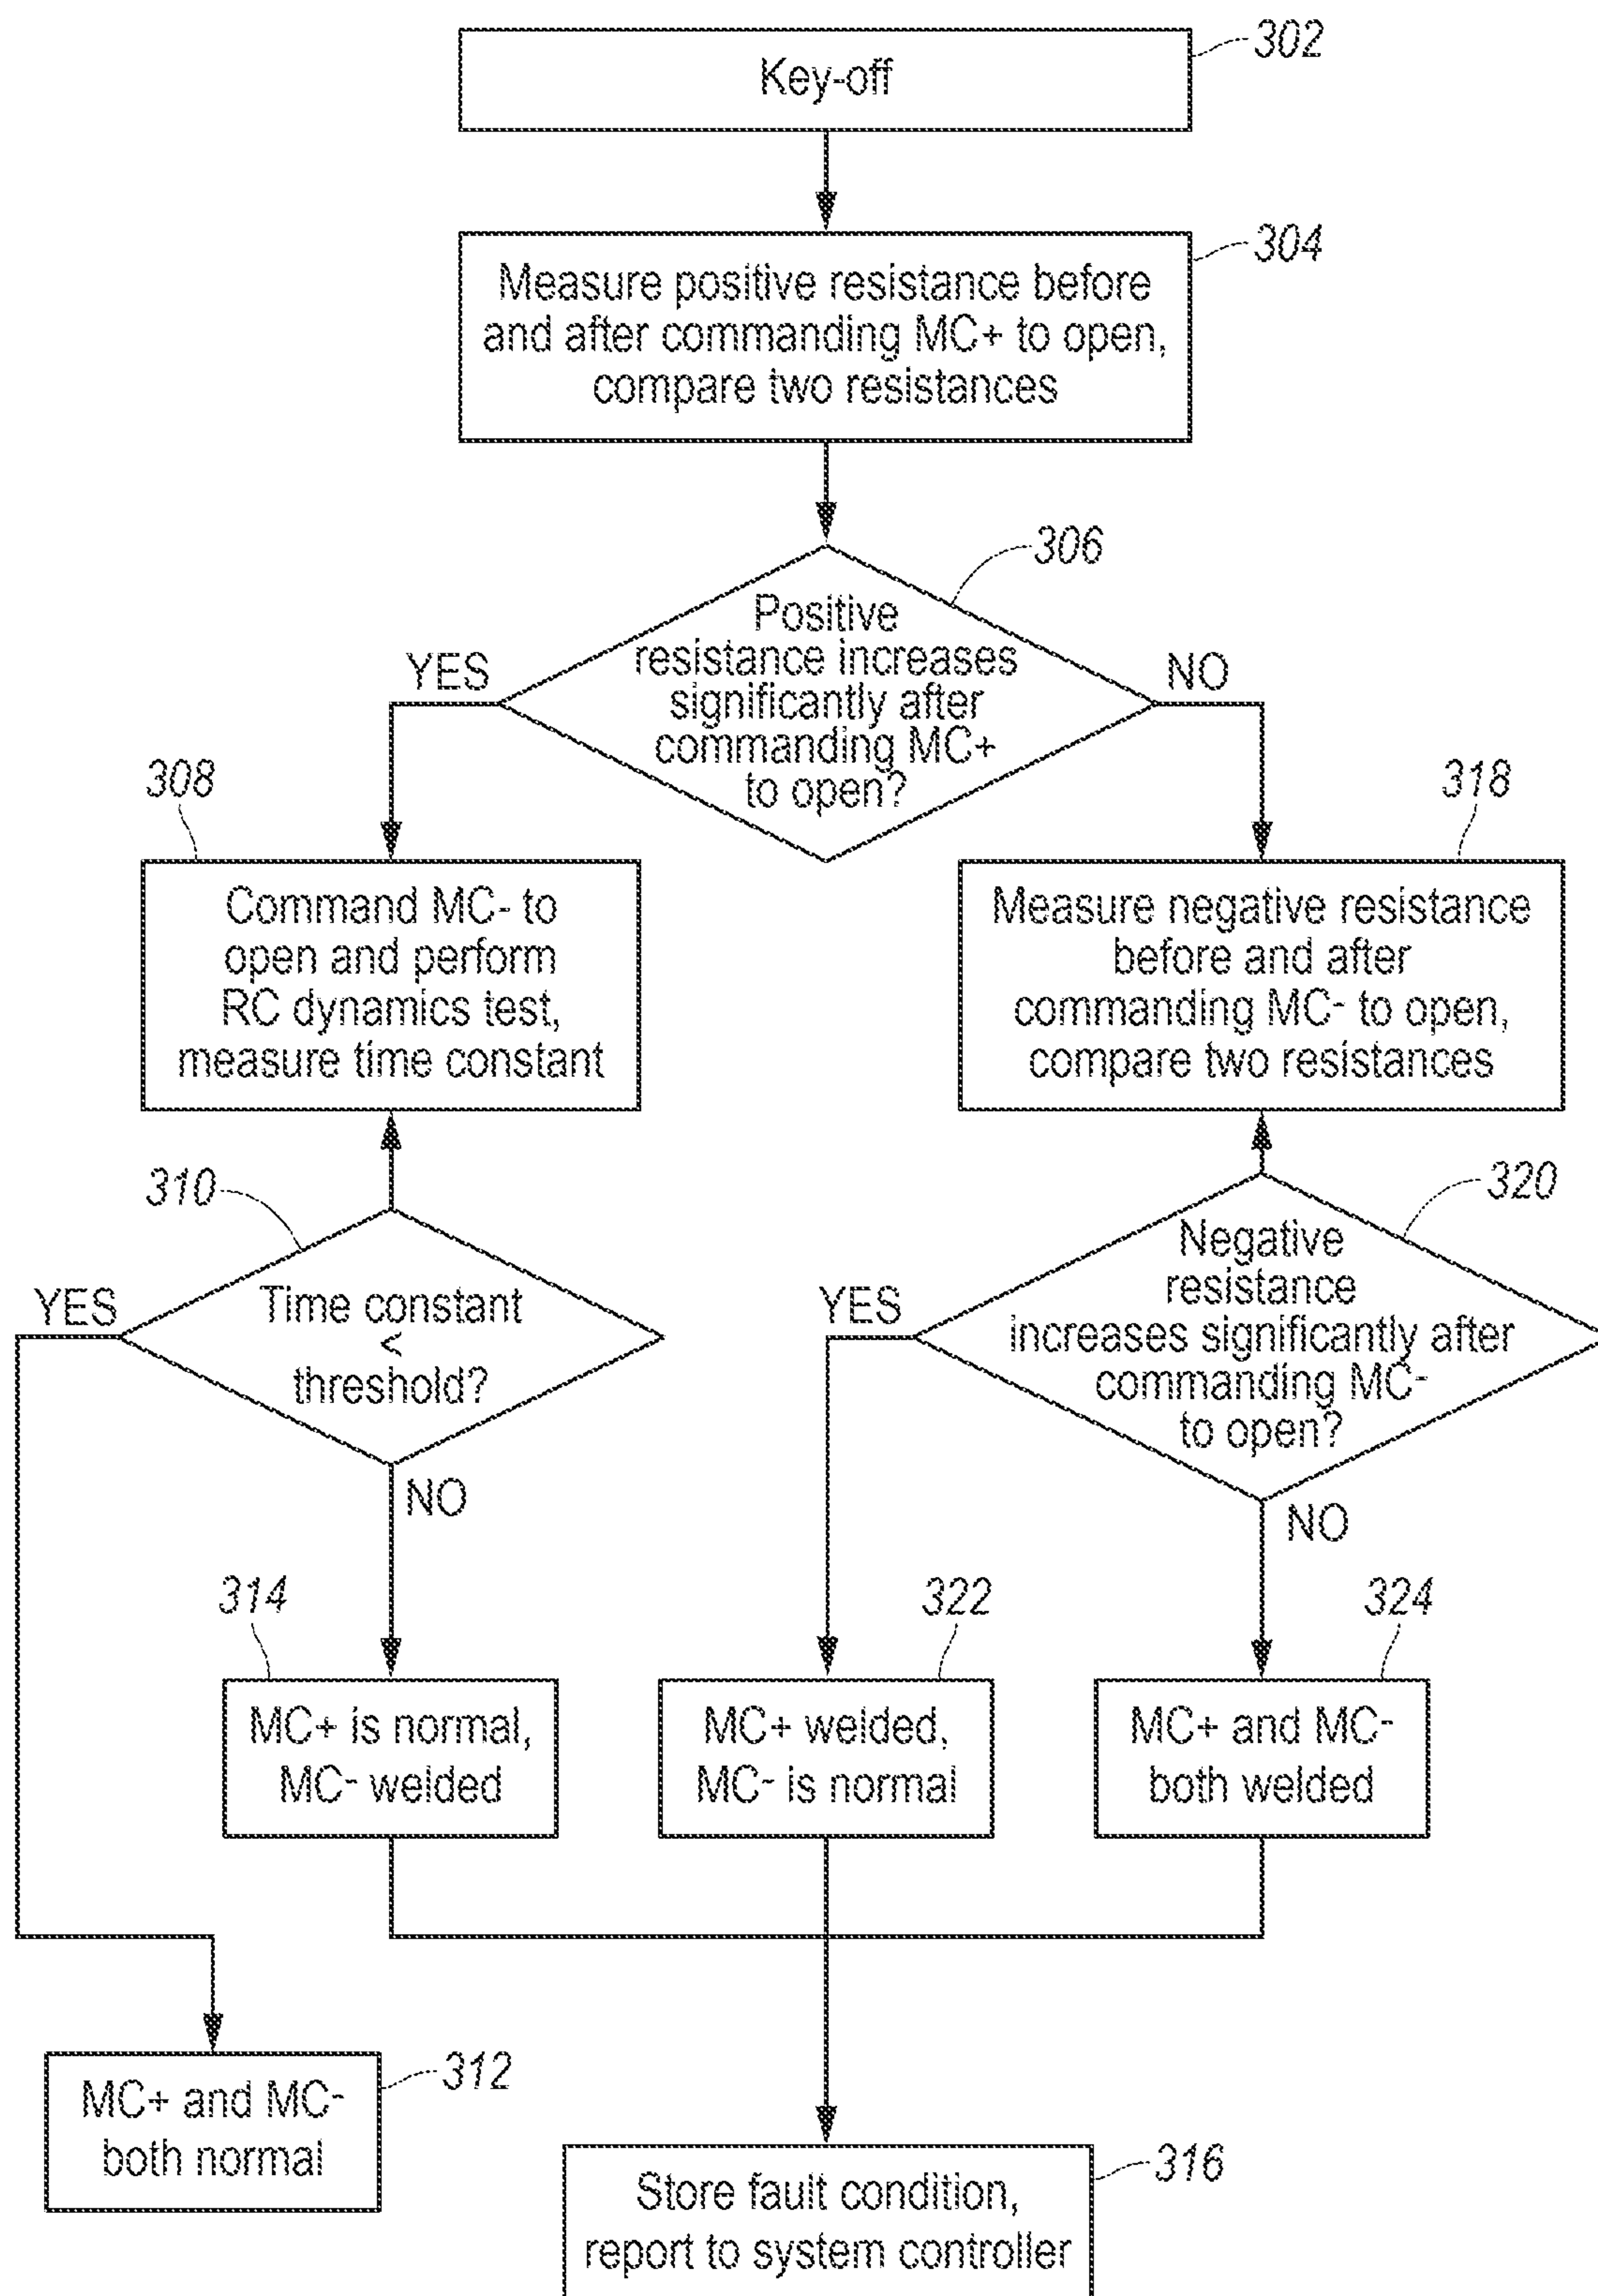 302
Key-off
304
Measure positive resistance before
and after commanding MC+ to open,
compare two resistances
306
Positive
resistance increases
significantly after
commanding MC+
to open?
YES
NO
308
Command MC- to
open and perform
RC dynamics test,
measure time constant
318
Measure negative resistance
before and after
commanding MC- to open,
compare two resistances
310
Time constant
<
threshold?
YES
NO
320
Negative
resistance
increases significantly after
commanding MC-
to open?
YES
NO
314
MC+ is normal,
MC- welded
322
MC+ welded,
MC- is normal
324
MC+ and MC-
both welded
312
MC+ and MC-
both normal
316
Store fault condition,
report to system controller